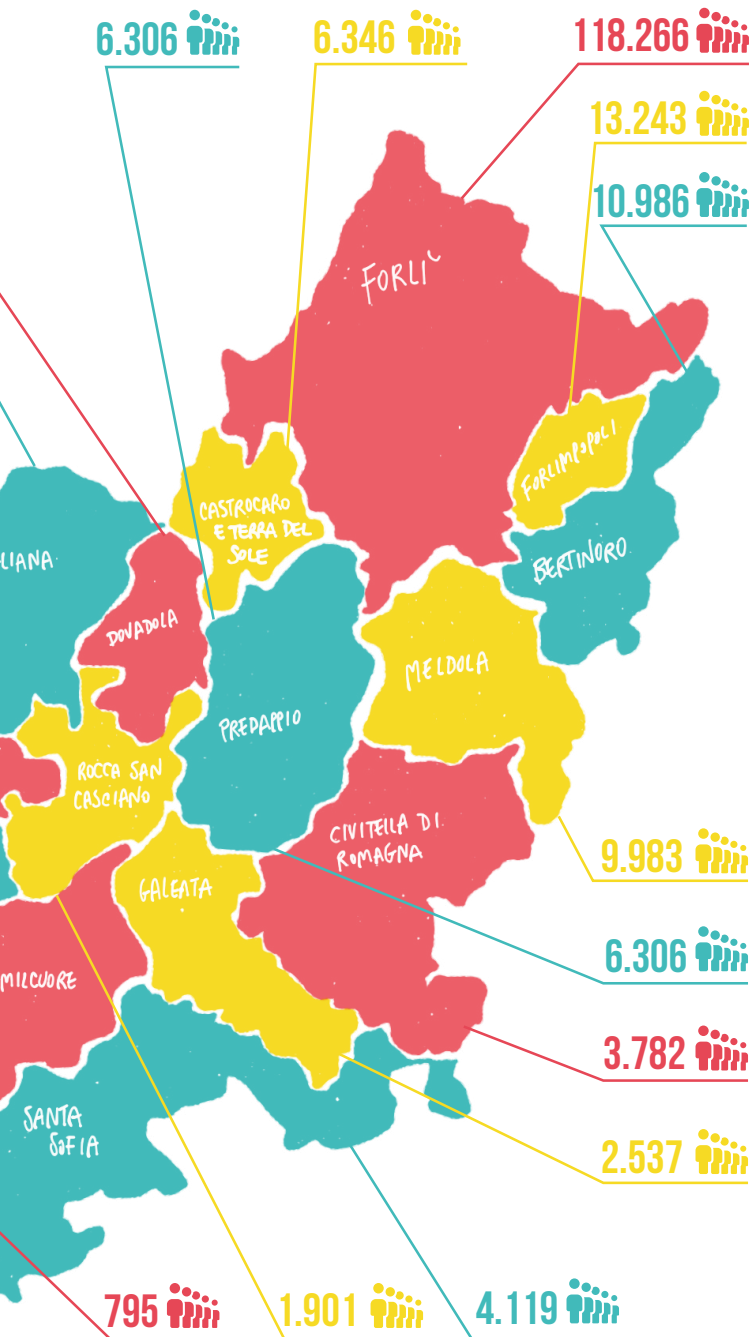 6.306
6.346
118.266
13.243
10.986
FORLI'
FORLIMPOPOLI
CASTROCARO
E TERRA DEL
SOLE
BERTINORO
LIANA
DOVADOLA
MELDOLA
PREDAPPIO
ROCCA SAN
CASCIANO
CIVITELLA DI
ROMAGNA
9.983
GALEATA
6.306
MILCUORE
3.782
SANTA
SOFIA
2.537
795
1.901
4.119